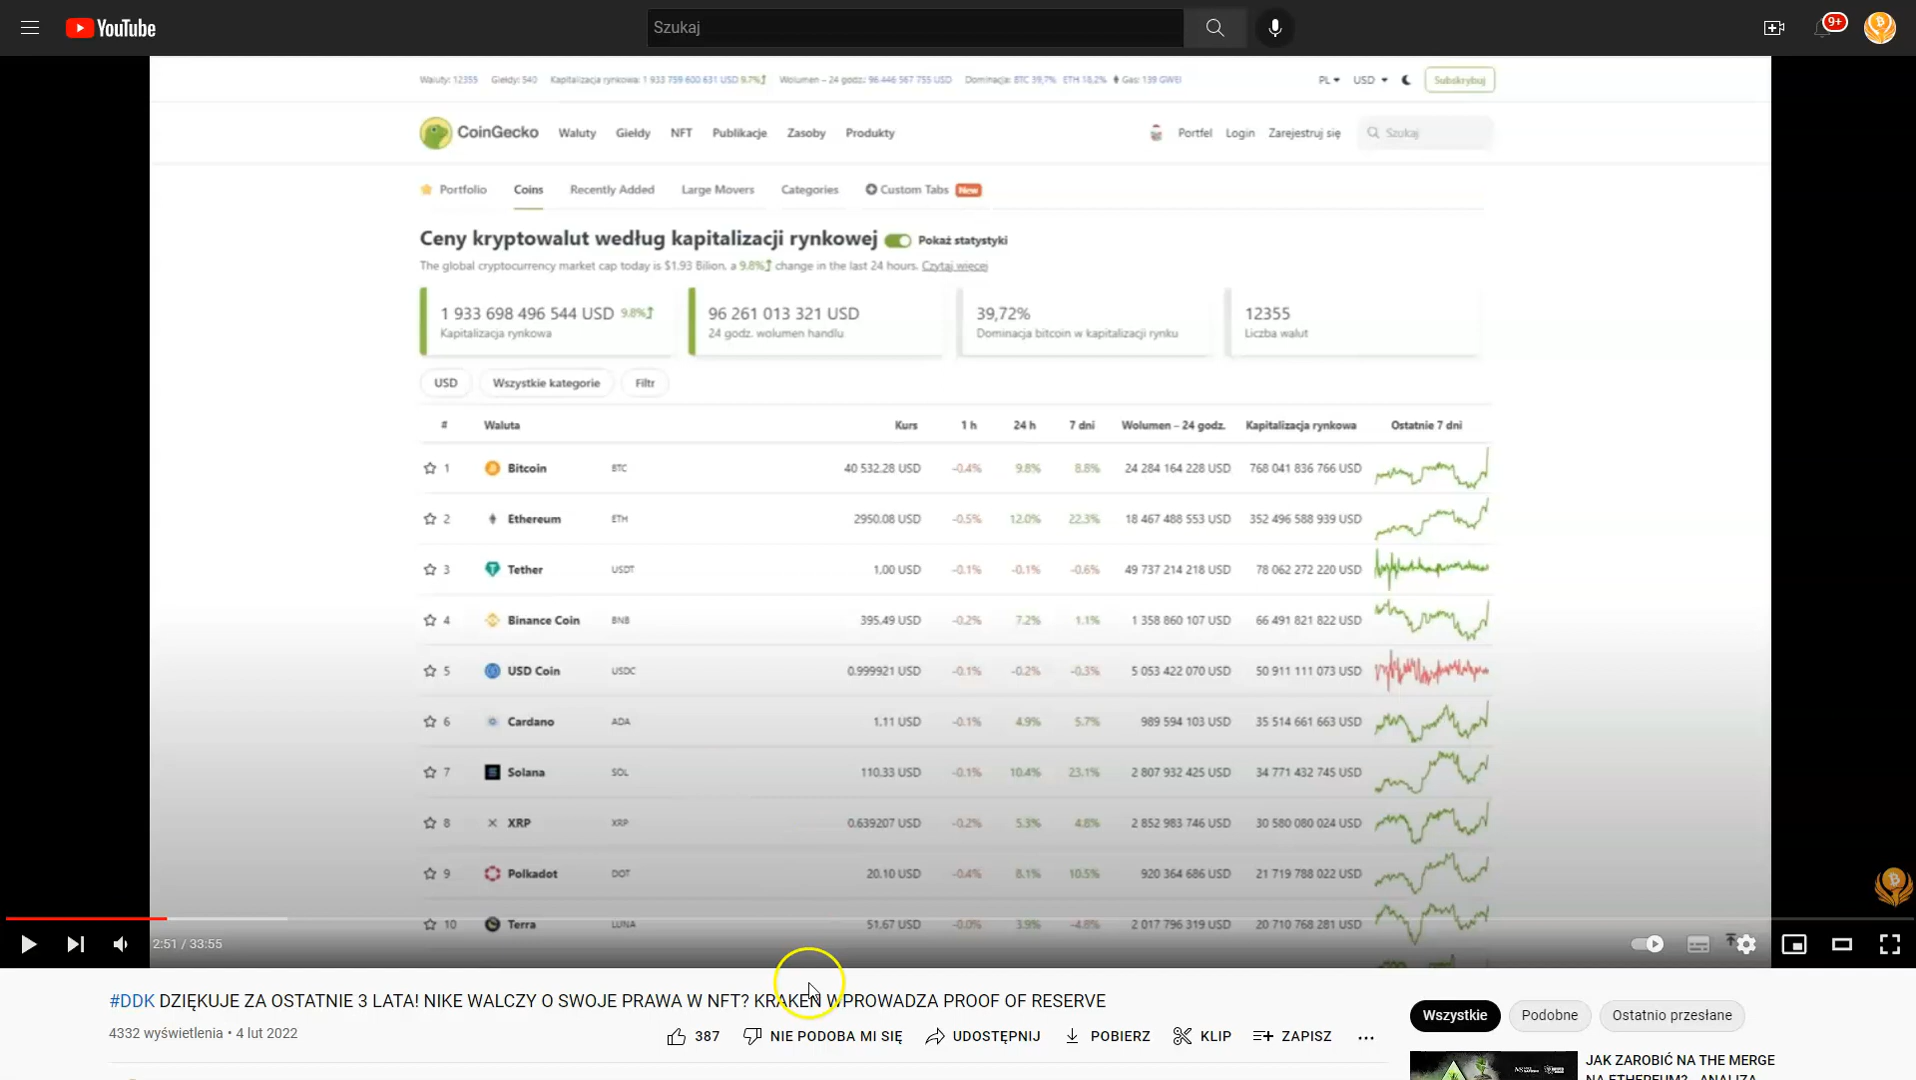 YouTube
Szukaj
9+
Waluty: 12355 Giełdy: 540 Kapitalizacja rynkowa: 1 933 759 600 631 USD 9.7% Wolumen – 24 godz.: 96 446 567 755 USD Dominacja: BTC 39,7% ETH 18,2% Gas: 139 GWEI PL USD Subskrybuj
CoinGecko Waluty Giełdy NFT Publikacje Zasoby Produkty Portfel Login Zarejestruj się Szukaj
Portfolio Coins Recently Added Large Movers Categories Custom Tabs New
Ceny kryptowalut według kapitalizacji rynkowej Pokaż statystyki
The global cryptocurrency market cap today is $1.93 Bilion, a 9.8% change in the last 24 hours. Czytaj więcej
1 933 698 496 544 USD 9.8% 96 261 013 321 USD 39,72% 12355
Kapitalizacja rynkowa 24 godz. wolumen handlu Dominacja bitcoin w kapitalizacji rynku Liczba walut
USD Wszystkie kategorie Filtr
# Waluta Kurs 1 h 24 h 7 dni Wolumen – 24 godz. Kapitalizacja rynkowa Ostatnie 7 dni
1 Bitcoin BTC 40 532.28 USD -0.4% 9.8% 8.8% 24 284 164 228 USD 768 041 836 766 USD
2 Ethereum ETH 2950.08 USD -0.5% 12.0% 22.3% 18 467 488 553 USD 352 496 588 939 USD
3 Tether USDT 1.00 USD -0.1% -0.1% -0.6% 49 737 214 218 USD 78 062 272 220 USD
4 Binance Coin BNB 395.49 USD -0.2% 7.2% 1.1% 1 358 860 107 USD 66 491 821 822 USD
5 USD Coin USDC 0.999921 USD -0.1% -0.2% -0.3% 5 053 422 070 USD 50 911 111 073 USD
6 Cardano ADA 1.11 USD -0.1% 4.9% 5.7% 989 594 103 USD 35 514 661 663 USD
7 Solana SOL 110.33 USD -0.1% 10.4% 23.1% 2 807 932 425 USD 34 771 432 745 USD
8 XRP XRP 0.639207 USD -0.2% 5.3% 4.8% 2 852 983 746 USD 30 580 080 024 USD
9 Polkadot DOT 20.10 USD -0.4% 8.1% 10.5% 920 364 686 USD 21 719 788 022 USD
10 Terra LUNA 51.67 USD -0.0% 3.9% -4.8% 2 017 796 319 USD 20 710 768 281 USD
2:51 / 33:55
#DDK DZIĘKUJE ZA OSTATNIE 3 LATA! NIKE WALCZY O SWOJE PRAWA W NFT? KRAKEN WPROWADZA PROOF OF RESERVE
4332 wyświetlenia • 4 lut 2022
387 NIE PODOBA MI SIĘ UDOSTĘPNIJ POBIERZ KLIP ZAPISZ ...
Wszystkie Podobne Ostatnio przesłane
JAK ZAROBIĆ NA THE MERGE
NA ETHEREUM? - ANALIZA